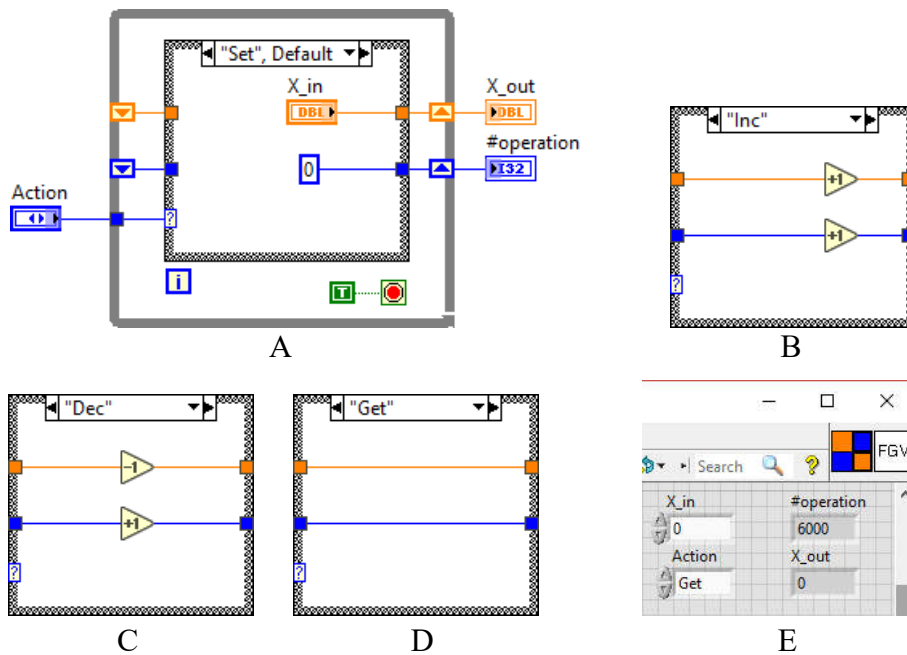 "Set", Default
X_in
DBL
X_out
DBL
#operation
0
I32
Action
?
i
T
A
"Inc"
+1
+1
?
B
"Dec"
-1
+1
?
C
"Get"
?
D
Search
?
FGV
X_in
#operation
0
6000
Action
X_out
Get
0
E